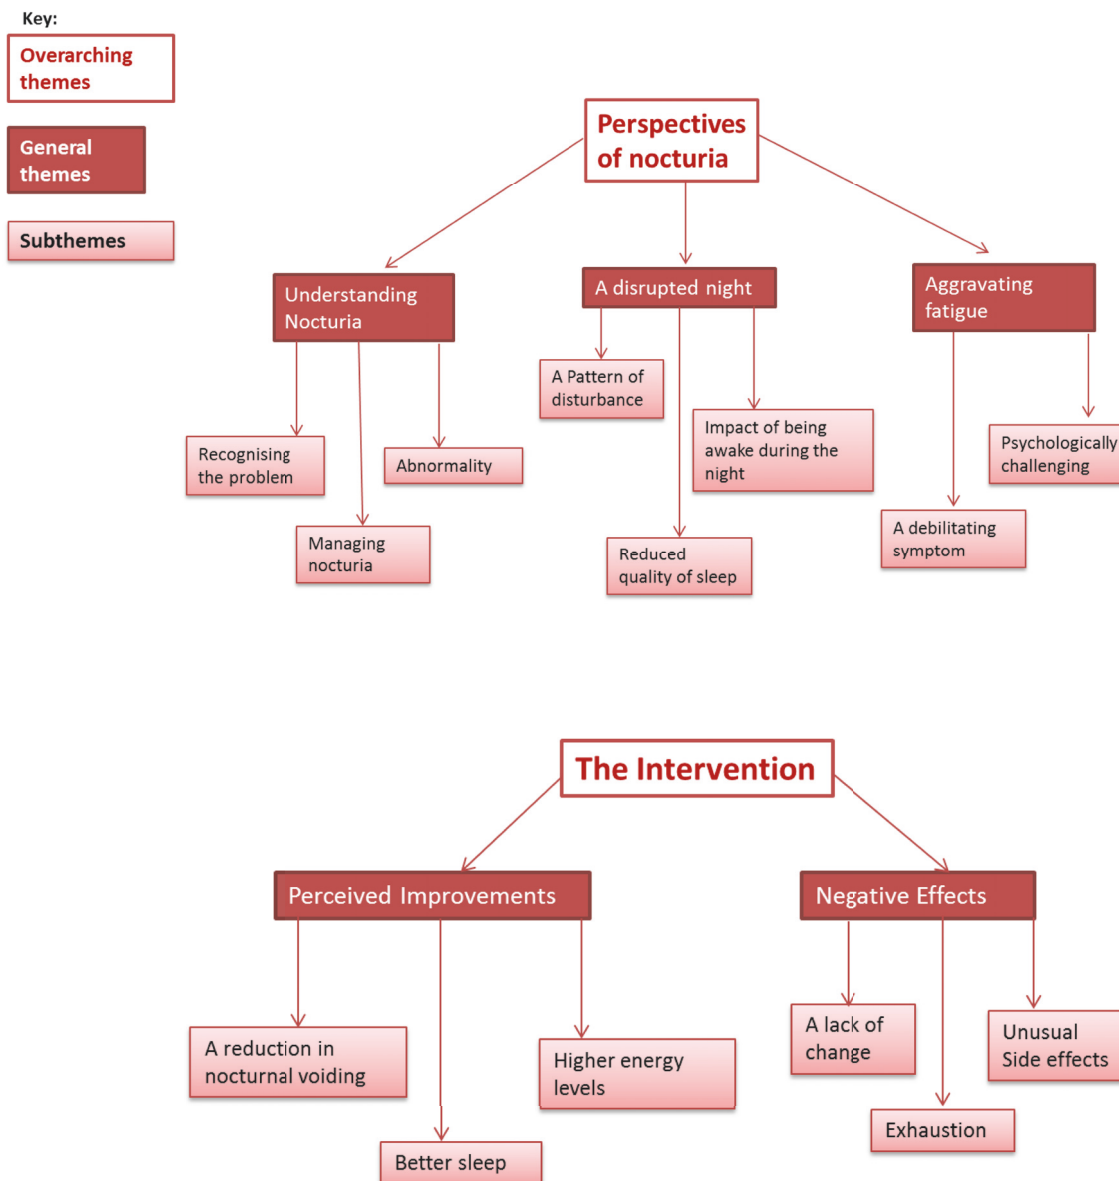 Key:
Overarching
themes
General
themes
Subthemes
Perspectives
of nocturia
Understanding
Nocturia
A disrupted night
Aggravating
fatigue
Recognising
the problem
Managing
nocturia
Abnormality
A Pattern of
disturbance
Reduced
quality of sleep
Impact of being
awake during the
night
A debilitating
symptom
Psychologically
challenging
The Intervention
Perceived Improvements
Negative Effects
A reduction in
nocturnal voiding
Better sleep
Higher energy
levels
A lack of
change
Exhaustion
Unusual
Side effects